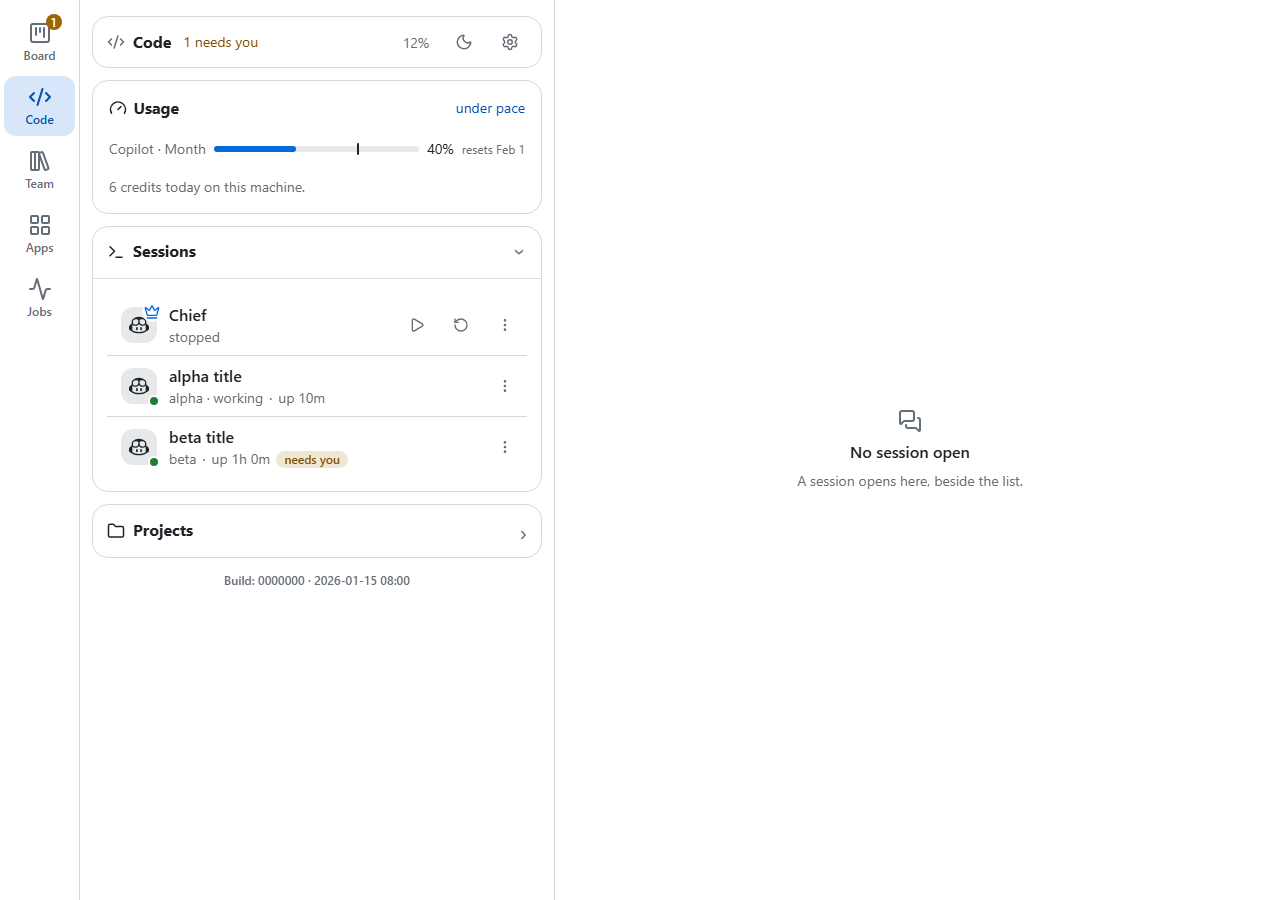 1
Board
Code
Team
Apps
Jobs
Code 1 needs you 12%
Usage under pace
Copilot · Month 40% resets Feb 1
6 credits today on this machine.
Sessions
Chief
stopped
alpha title
alpha · working · up 10m
beta title
beta · up 1h 0m needs you
Projects
Build: 0000000 · 2026-01-15 08:00
No session open
A session opens here, beside the list.